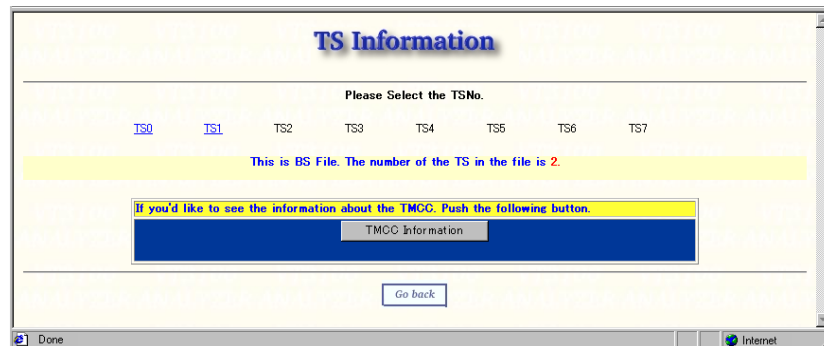 TS Information
Please Select the TSNo.
TS0 TS1 TS2 TS3 TS4 TS5 TS6 TS7
This is BS File. The number of the TS in the file is 2.
If you'd like to see the information about the TMCC. Push the following button.
TMCC Information
Go back
Done Internet